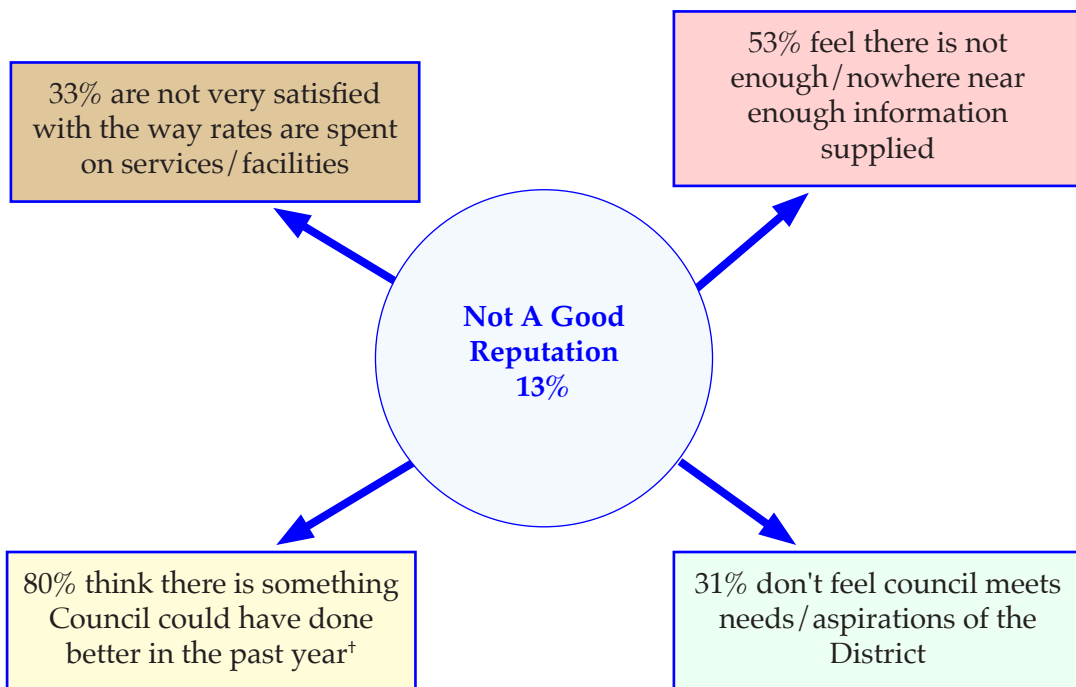 33% are not very satisfied
with the way rates are spent
on services/facilities
53% feel there is not
enough/nowhere near
enough information
supplied
Not A Good
Reputation
13%
80% think there is something
Council could have done
better in the past year†
31% don't feel council meets
needs/aspirations of the
District